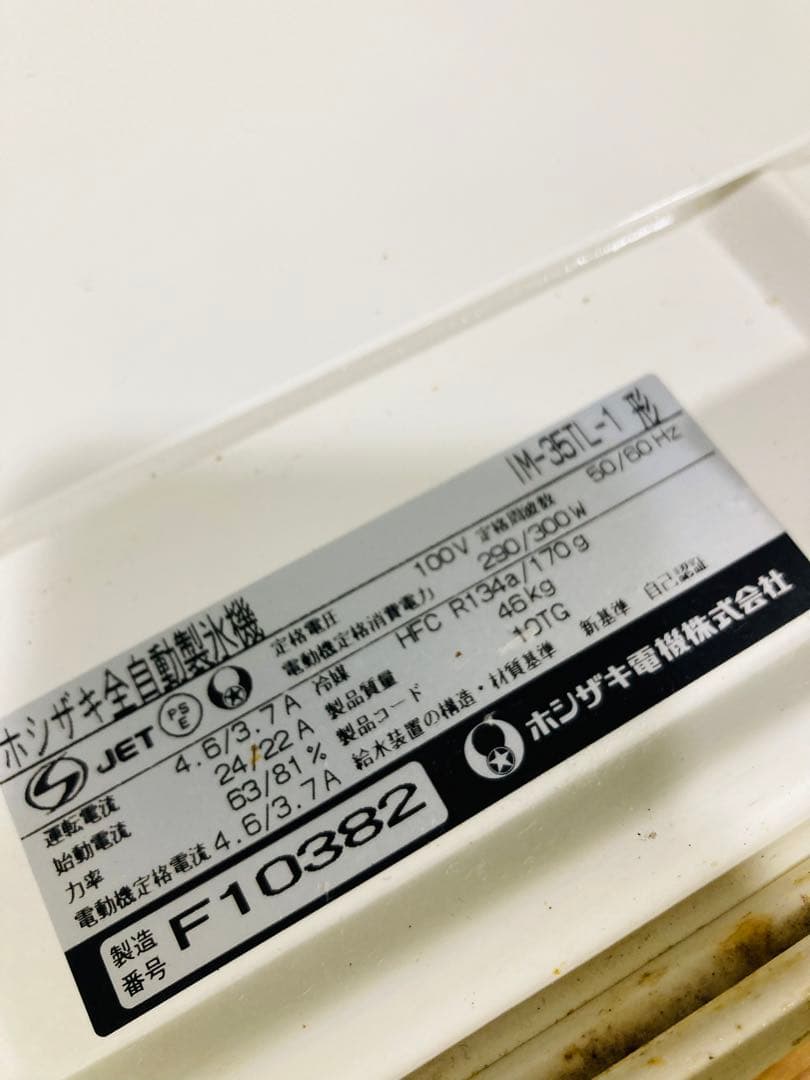 ホシザキ全自動製氷機 IM-35TL-1 形
JET PSE 定格電圧 100V 定格周波数 50/60Hz
電動機定格消費電力 290/300W
運転電流 4.6/3.7A 冷媒 HFC R134a/170g
始動電流 24/22A 製品質量 46kg
力率 63/81% 製品コード 10TG
電動機定格電流 4.6/3.7A 給水装置の構造・材質基準 新基準 自己認証
製造番号 F10382 ホシザキ電機株式会社